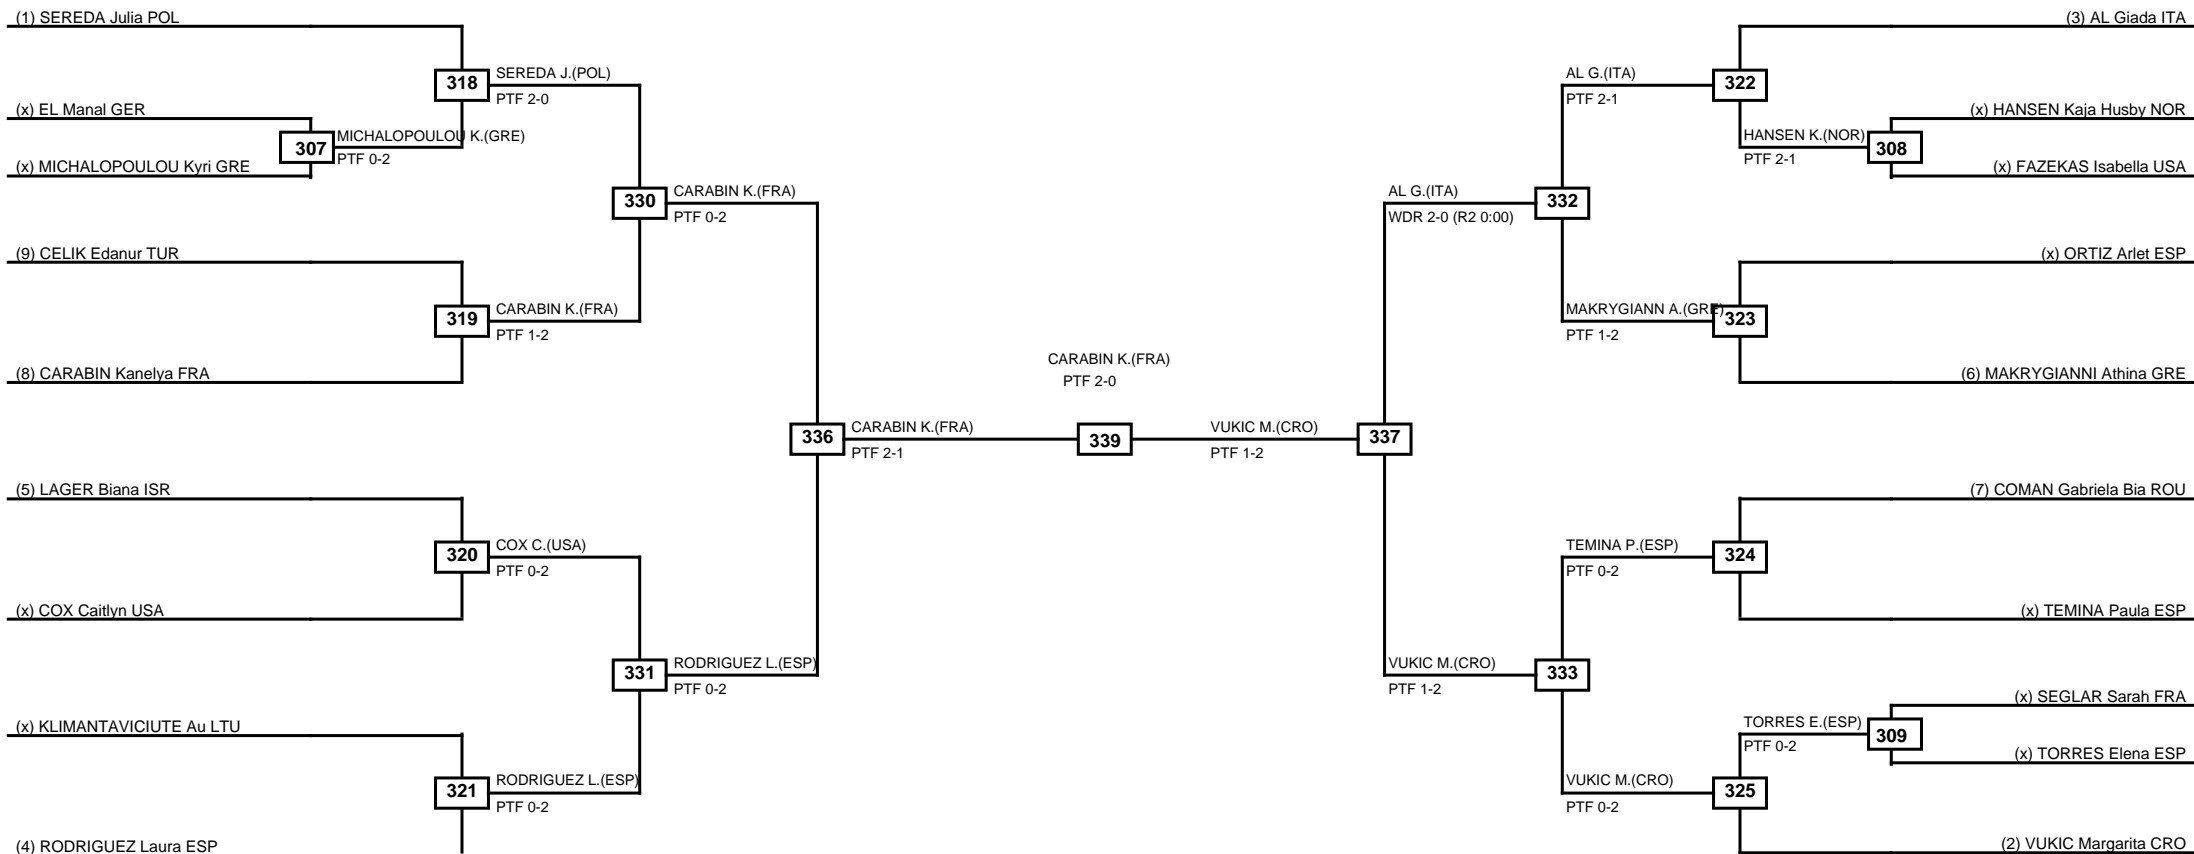 (1) SEREDA Julia POL
(x) EL Manal GER
(x) MICHALOPOULOU Kyri GRE
307
MICHALOPOULOU K.(GRE)
PTF 0-2
318
SEREDA J.(POL)
PTF 2-0
(9) CELIK Edanur TUR
(8) CARABIN Kanelya FRA
319
CARABIN K.(FRA)
PTF 1-2
330
CARABIN K.(FRA)
PTF 0-2
(5) LAGER Biana ISR
(x) COX Caitlyn USA
320
COX C.(USA)
PTF 0-2
(x) KLIMANTAVICIUTE Au LTU
(4) RODRIGUEZ Laura ESP
321
RODRIGUEZ L.(ESP)
PTF 0-2
331
RODRIGUEZ L.(ESP)
PTF 0-2
336
CARABIN K.(FRA)
PTF 2-1
CARABIN K.(FRA)
PTF 2-0
339
VUKIC M.(CRO)
PTF 1-2
337
AL G.(ITA)
WDR 2-0 (R2 0:00)
332
AL G.(ITA)
PTF 2-1
322
(3) AL Giada ITA
HANSEN K.(NOR)
PTF 2-1
308
(x) HANSEN Kaja Husby NOR
(x) FAZEKAS Isabella USA
MAKRYGIANN A.(GRE)
PTF 1-2
323
(x) ORTIZ Arlet ESP
(6) MAKRYGIANNI Athina GRE
VUKIC M.(CRO)
PTF 1-2
333
TEMINA P.(ESP)
PTF 0-2
324
(7) COMAN Gabriela Bia ROU
(x) TEMINA Paula ESP
VUKIC M.(CRO)
PTF 0-2
325
TORRES E.(ESP)
PTF 0-2
309
(x) SEGLAR Sarah FRA
(x) TORRES Elena ESP
(2) VUKIC Margarita CRO